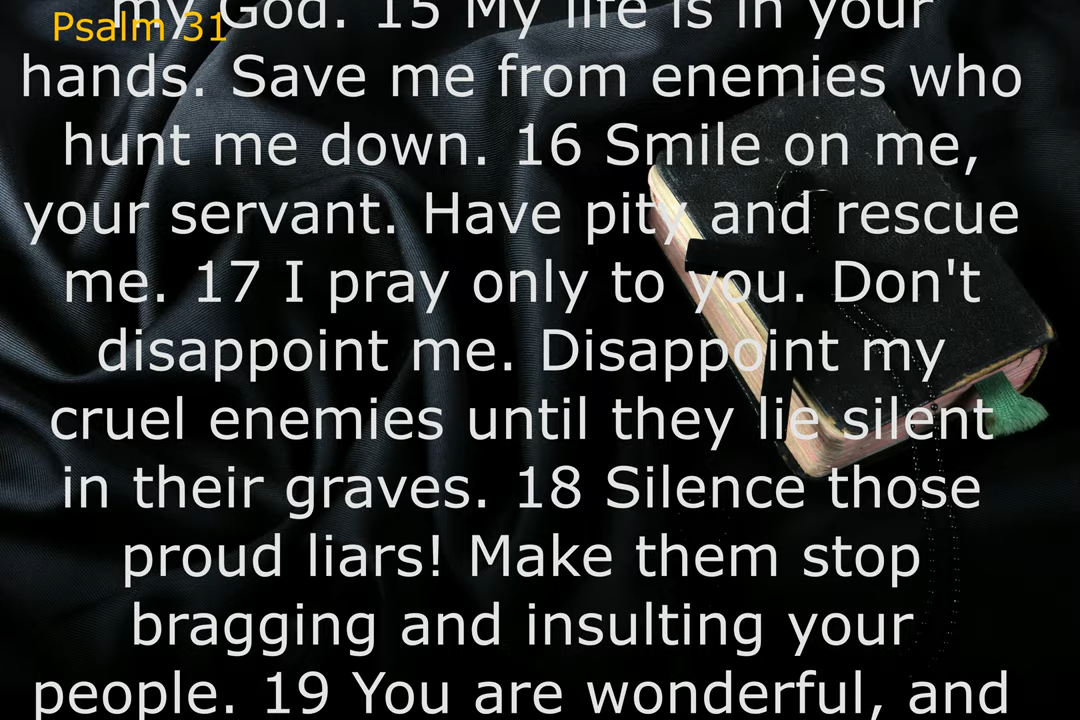 Psalm 31
my God. 15 My life is in your
hands. Save me from enemies who
hunt me down. 16 Smile on me,
your servant. Have pity and rescue
me. 17 I pray only to you. Don't
disappoint me. Disappoint my
cruel enemies until they lie silent
in their graves. 18 Silence those
proud liars! Make them stop
bragging and insulting your
people. 19 You are wonderful, and